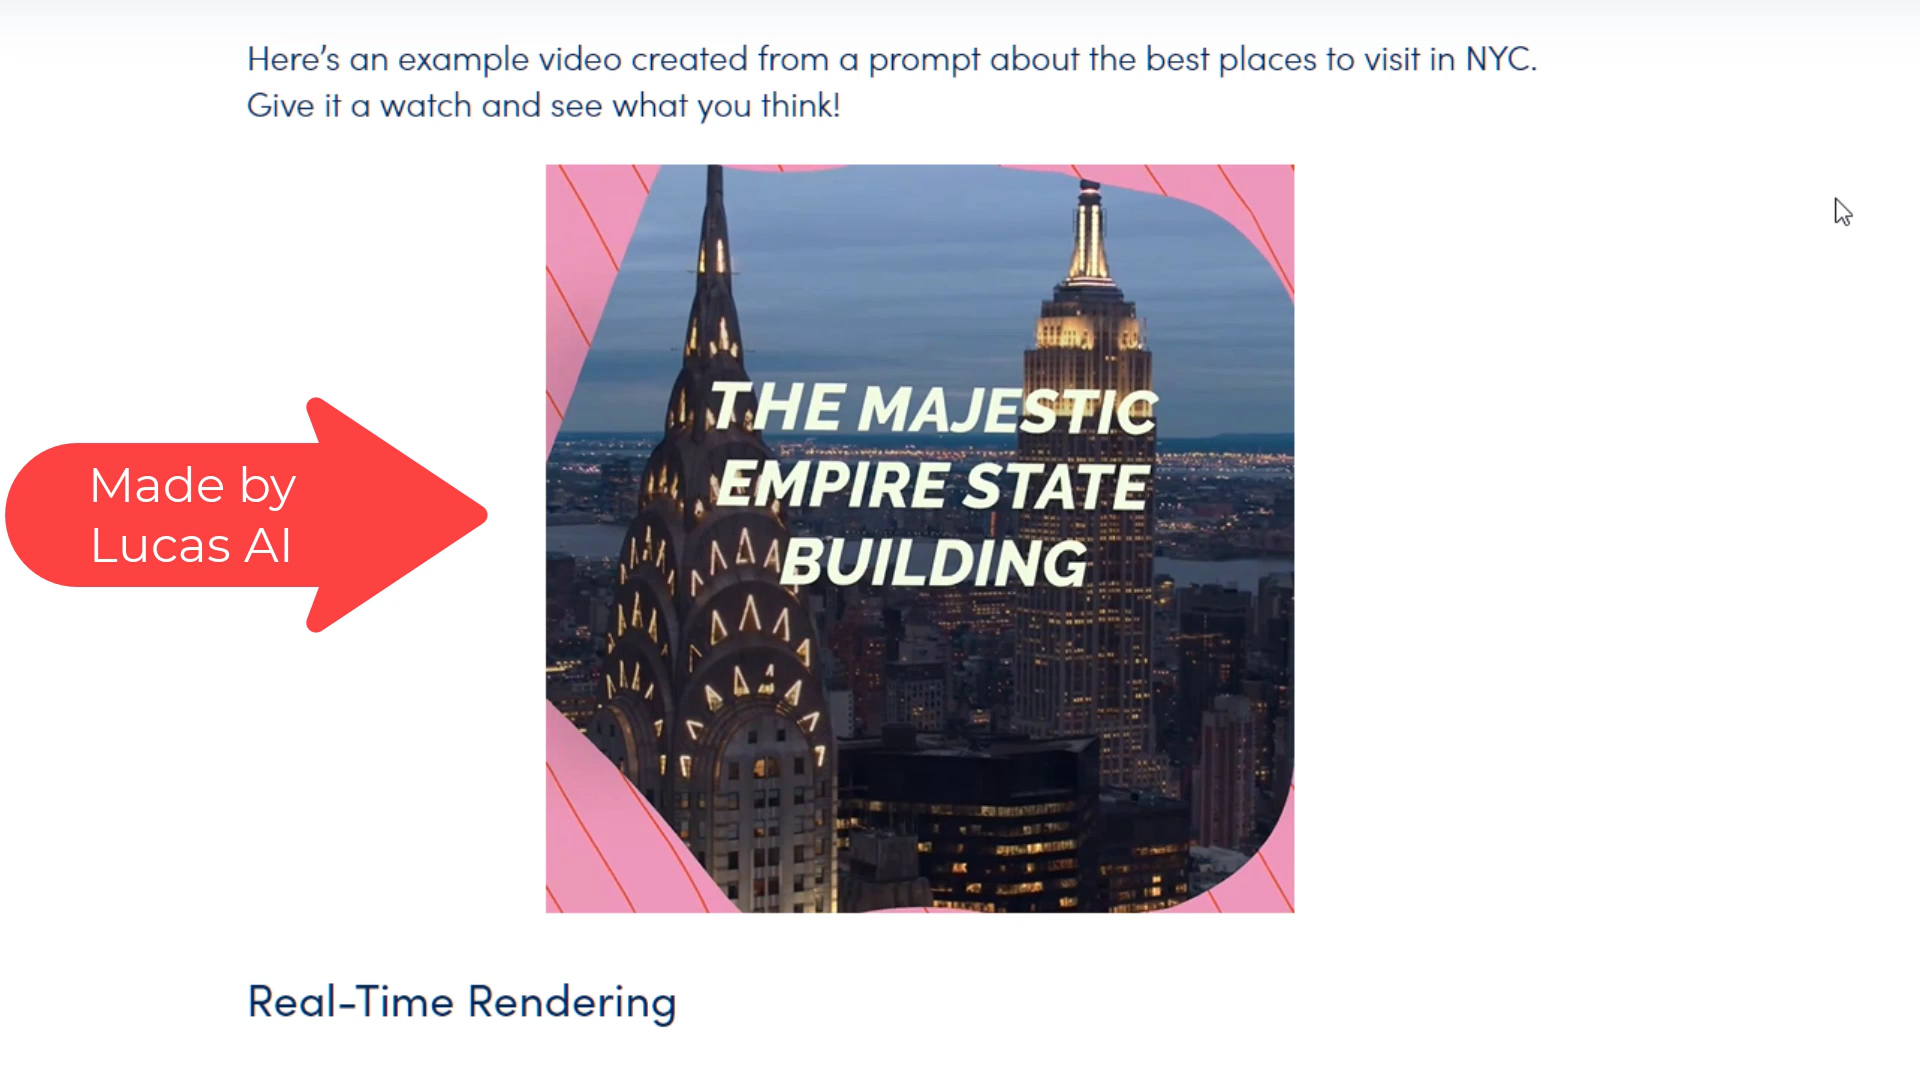 Here’s an example video created from a prompt about the best places to visit in NYC.
Give it a watch and see what you think!
THE MAJESTIC
EMPIRE STATE
BUILDING
Made by
Lucas AI
Real-Time Rendering